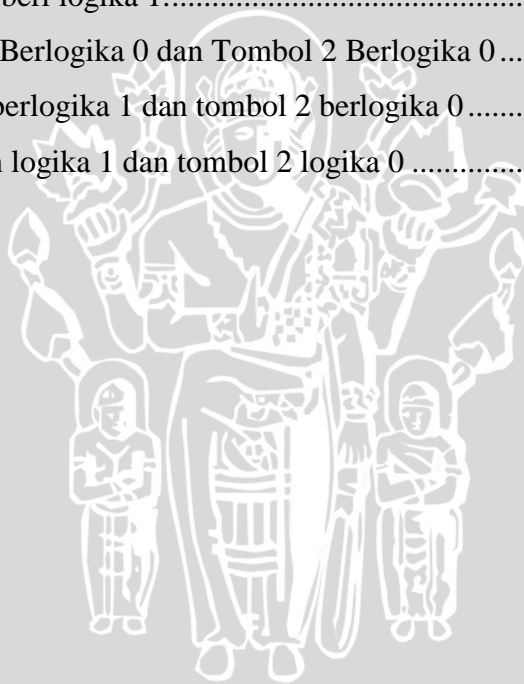 beri logika 1.......................................
Berlogika 0 dan Tombol 2 Berlogika 0 ...
berlogika 1 dan tombol 2 berlogika 0 .......
logika 1 dan tombol 2 logika 0 ..............